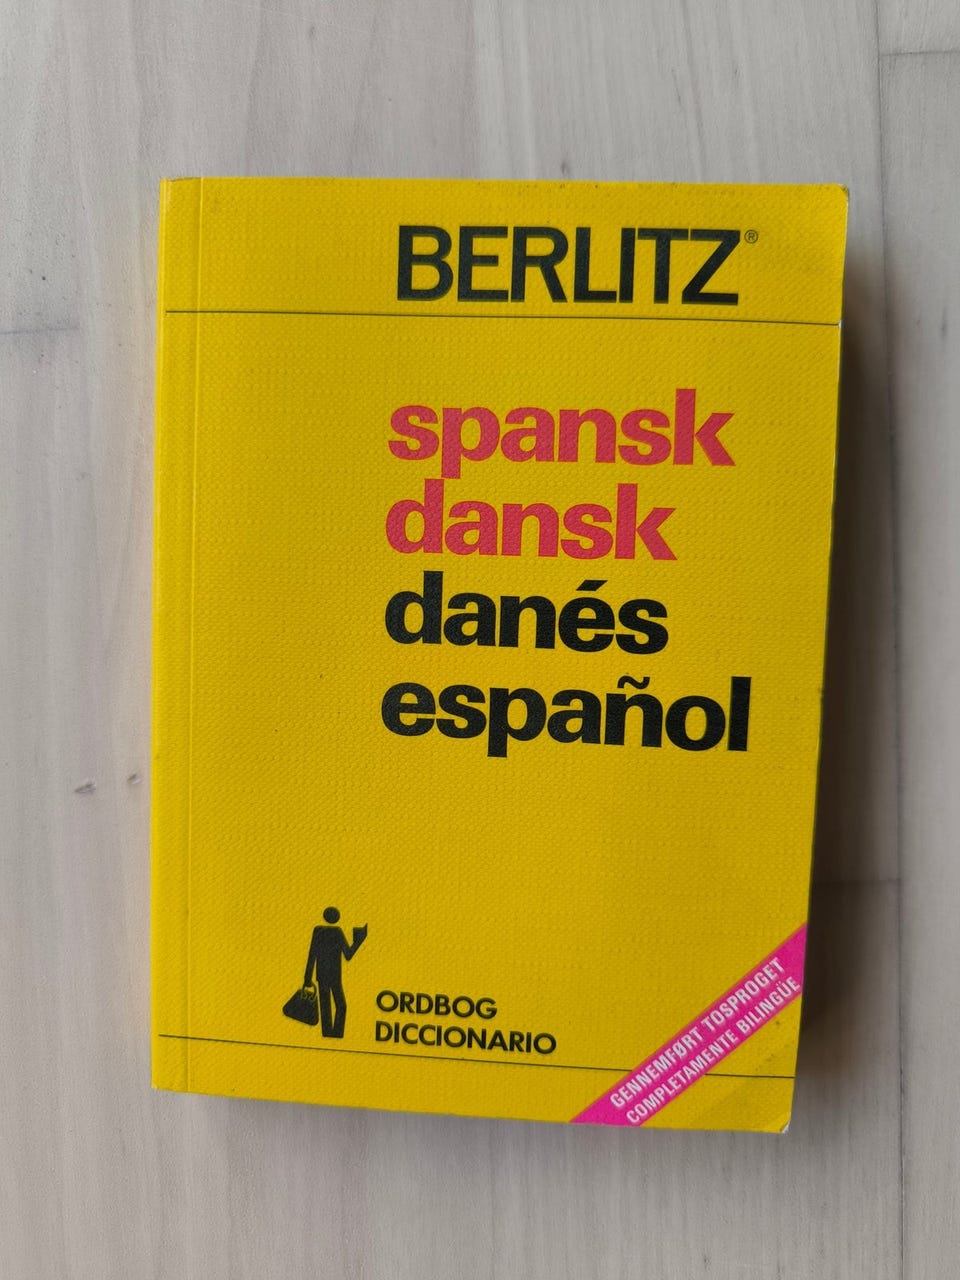 BERLITZ®
spansk
dansk
danés
español
ORDBOG
DICCIONARIO
GENNEMFØRT TOSPROGET
COMPLETAMENTE BILINGÜE